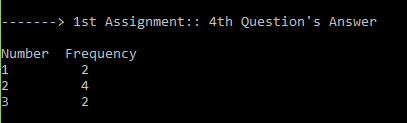 -------> 1st Assignment:: 4th Question's Answer
Number  Frequency
1         2
2         4
3         2